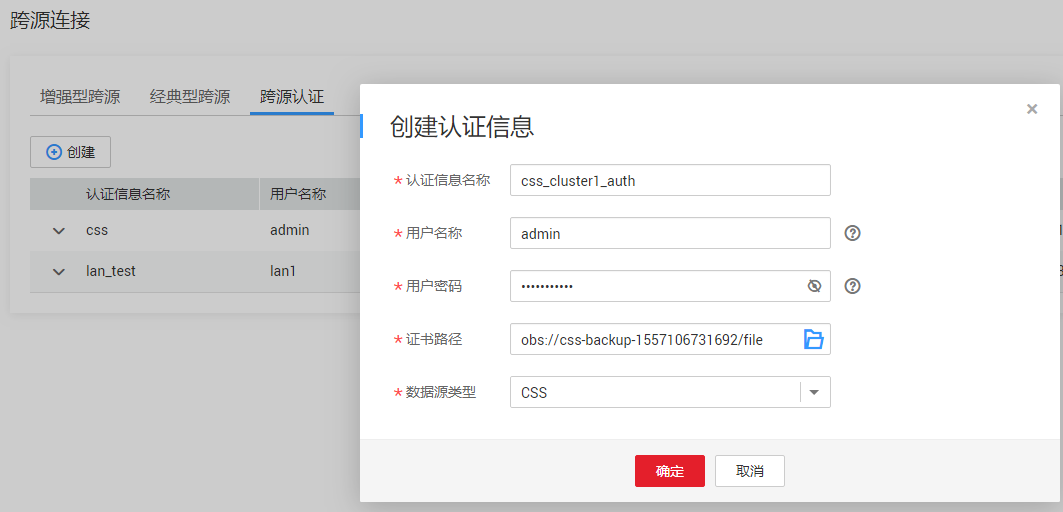 跨源连接
增强型跨源 经典型跨源 跨源认证
创建
认证信息名称 用户名称
css admin
lan_test lan1
创建认证信息
* 认证信息名称 css_cluster1_auth
* 用户名称 admin
* 用户密码 •••••••••••
* 证书路径 obs://css-backup-1557106731692/file
* 数据源类型 CSS
确定 取消